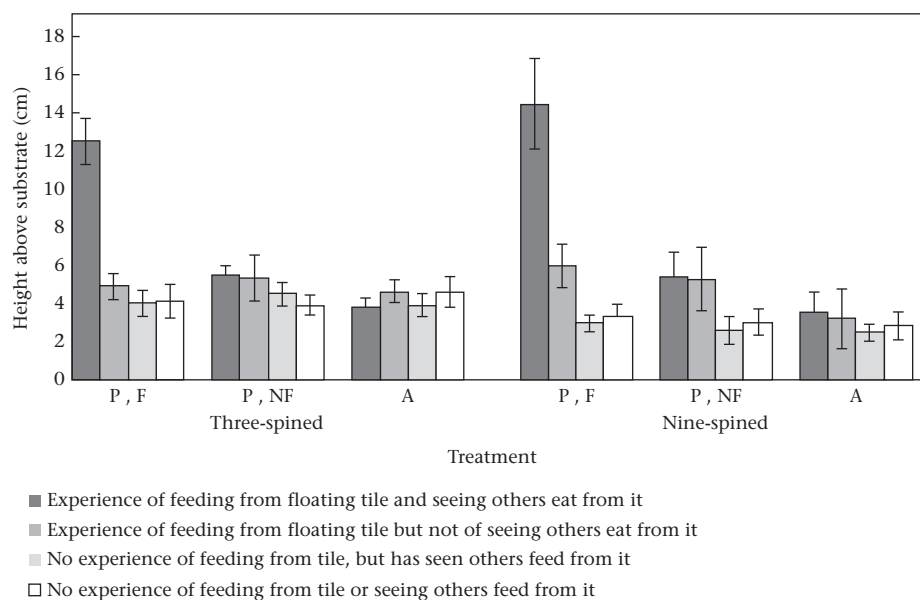 18
16
14
12
10
8
6
4
2
0
Height above substrate (cm)
P , F P , NF A P , F P , NF A
Three-spined Nine-spined
Treatment
Experience of feeding from floating tile and seeing others eat from it
Experience of feeding from floating tile but not of seeing others eat from it
No experience of feeding from tile, but has seen others feed from it
No experience of feeding from tile or seeing others feed from it